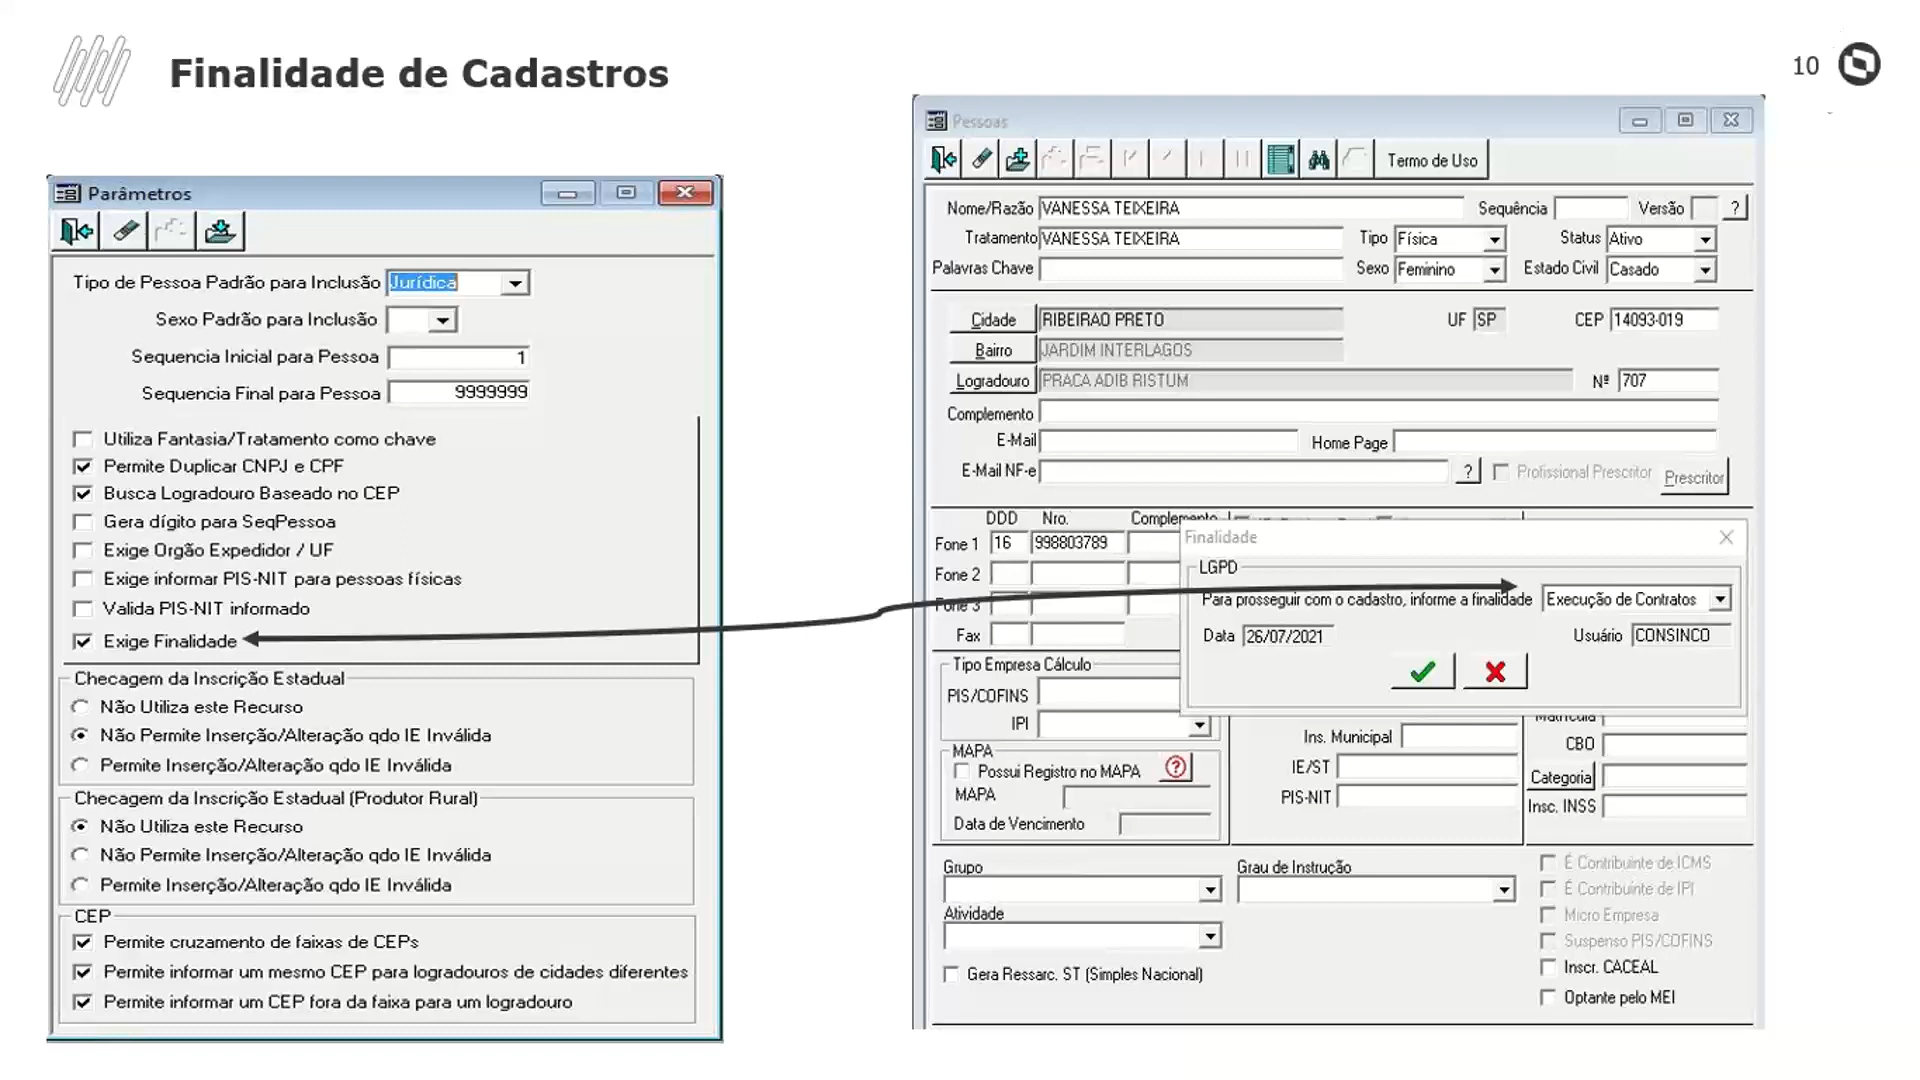 Finalidade de Cadastros
10
Parâmetros
Tipo de Pessoa Padrão para Inclusão Jurídica
Sexo Padrão para Inclusão
Sequencia Inicial para Pessoa 1
Sequencia Final para Pessoa 9999999
Utiliza Fantasia/Tratamento como chave
Permite Duplicar CNPJ e CPF
Busca Logradouro Baseado no CEP
Gera dígito para SeqPessoa
Exige Orgão Expedidor / UF
Exige informar PIS-NIT para pessoas físicas
Valida PIS-NIT informado
Exige Finalidade
Checagem da Inscrição Estadual
Não Utiliza este Recurso
Não Permite Inserção/Alteração qdo IE Inválida
Permite Inserção/Alteração qdo IE Inválida
Checagem da Inscrição Estadual (Produtor Rural)
Não Utiliza este Recurso
Não Permite Inserção/Alteração qdo IE Inválida
Permite Inserção/Alteração qdo IE Inválida
CEP
Permite cruzamento de faixas de CEPs
Permite informar um mesmo CEP para logradouros de cidades diferentes
Permite informar um CEP fora da faixa para um logradouro
Pessoas
Termo de Uso
Nome/Razão VANESSA TEIXEIRA Sequência Versão ?
Tratamento VANESSA TEIXEIRA Tipo Física Status Ativo
Palavras Chave Sexo Feminino Estado Civil Casado
Cidade RIBEIRAO PRETO UF SP CEP 14093-019
Bairro JARDIM INTERLAGOS
Logradouro PRACA ADIB RISTUM Nº 707
Complemento
E-Mail Home Page
E-Mail NF-e ? Profissional Prescritor Prescritor
DDD Nro. Complemento
Fone 1 16 998803789
Fone 2
Fone 3
Fax
Finalidade
LGPD
Para prosseguir com o cadastro, informe a finalidade Execução de Contratos
Data 26/07/2021 Usuário CONSINCO
Tipo Empresa Cálculo
PIS/COFINS
IPI
MAPA
Possui Registro no MAPA ?
MAPA
Data de Vencimento
Ins. Municipal
IE/ST
PIS-NIT
Matrícula
CBO
Categoria
Insc. INSS
Grupo
Grau de Instrução
Atividade
Gera Ressarc. ST (Simples Nacional)
É Contribuinte de ICMS
É Contribuinte de IPI
Micro Empresa
Suspenso PIS/COFINS
Inscr. CACEAL
Optante pelo MEI